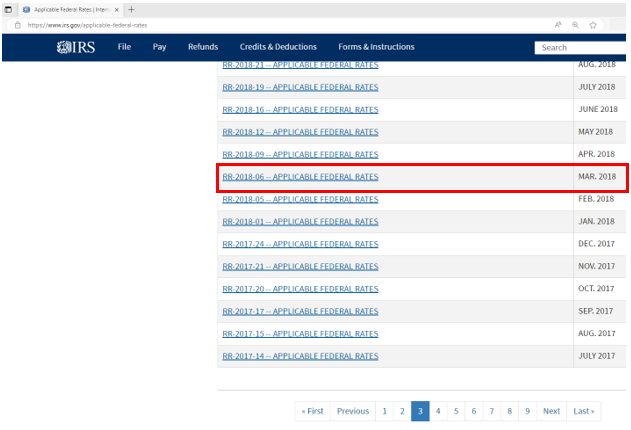 Applicable Federal Rates | Intern
https://www.irs.gov/applicable-federal-rates
IRS File Pay Refunds Credits & Deductions Forms & Instructions Search
RR-2018-21 -- APPLICABLE FEDERAL RATES AUG. 2018
RR-2018-19 -- APPLICABLE FEDERAL RATES JULY 2018
RR-2018-16 -- APPLICABLE FEDERAL RATES JUNE 2018
RR-2018-12 -- APPLICABLE FEDERAL RATES MAY 2018
RR-2018-09 -- APPLICABLE FEDERAL RATES APR. 2018
RR-2018-06 -- APPLICABLE FEDERAL RATES MAR. 2018
RR-2018-05 -- APPLICABLE FEDERAL RATES FEB. 2018
RR-2018-01 -- APPLICABLE FEDERAL RATES JAN. 2018
RR-2017-24 -- APPLICABLE FEDERAL RATES DEC. 2017
RR-2017-21 -- APPLICABLE FEDERAL RATES NOV. 2017
RR-2017-20 -- APPLICABLE FEDERAL RATES OCT. 2017
RR-2017-17 -- APPLICABLE FEDERAL RATES SEP. 2017
RR-2017-15 -- APPLICABLE FEDERAL RATES AUG. 2017
RR-2017-14 -- APPLICABLE FEDERAL RATES JULY 2017
« First Previous 1 2 3 4 5 6 7 8 9 Next Last »